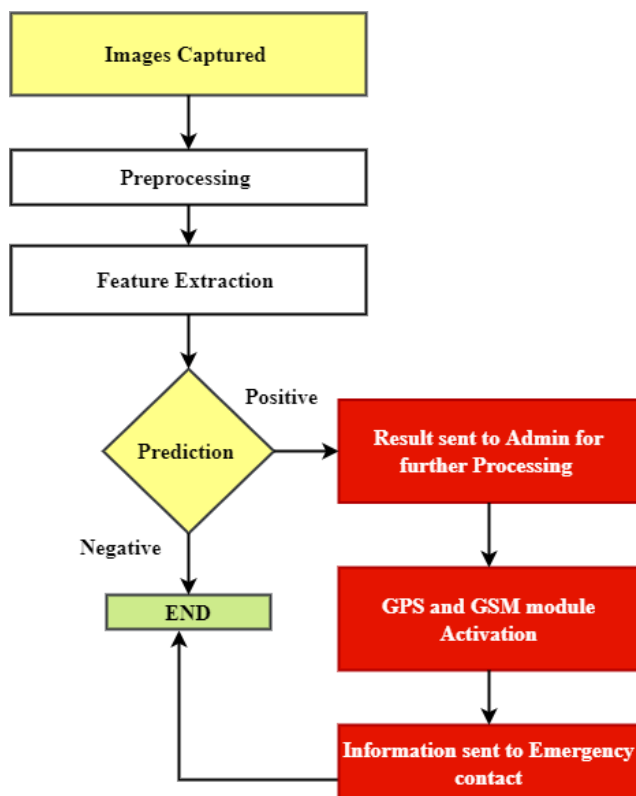 Images Captured
Preprocessing
Feature Extraction
Positive
Prediction
Result sent to Admin for
further Processing
Negative
END
GPS and GSM module
Activation
Information sent to Emergency
contact